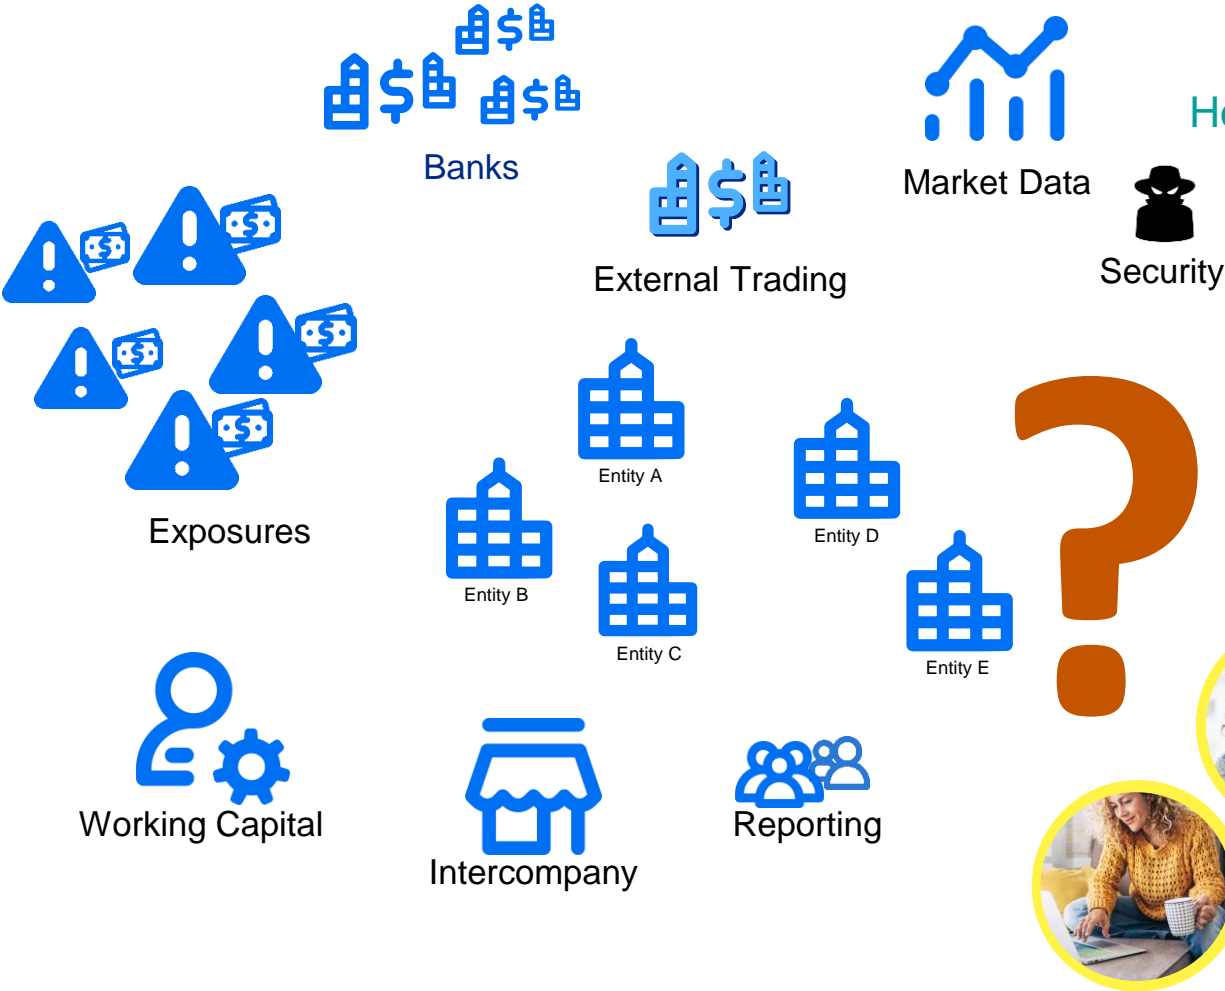 Banks
Market Data
External Trading
Security
Entity A
Entity D
Exposures
Entity B
Entity C
Entity E
Working Capital
Reporting
Intercompany